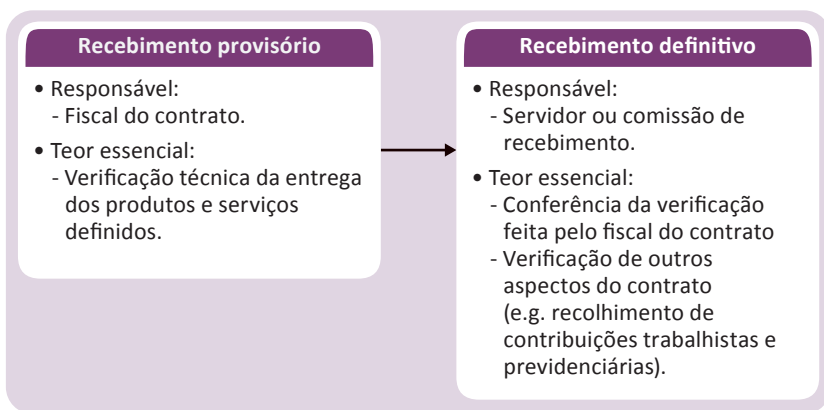 Recebimento provisório
• Responsável:
- Fiscal do contrato.
• Teor essencial:
- Verificação técnica da entrega
dos produtos e serviços
definidos.
Recebimento definitivo
• Responsável:
- Servidor ou comissão de
recebimento.
• Teor essencial:
- Conferência da verificação
feita pelo fiscal do contrato
- Verificação de outros
aspectos do contrato
(e.g. recolhimento de
contribuições trabalhistas e
previdenciárias).